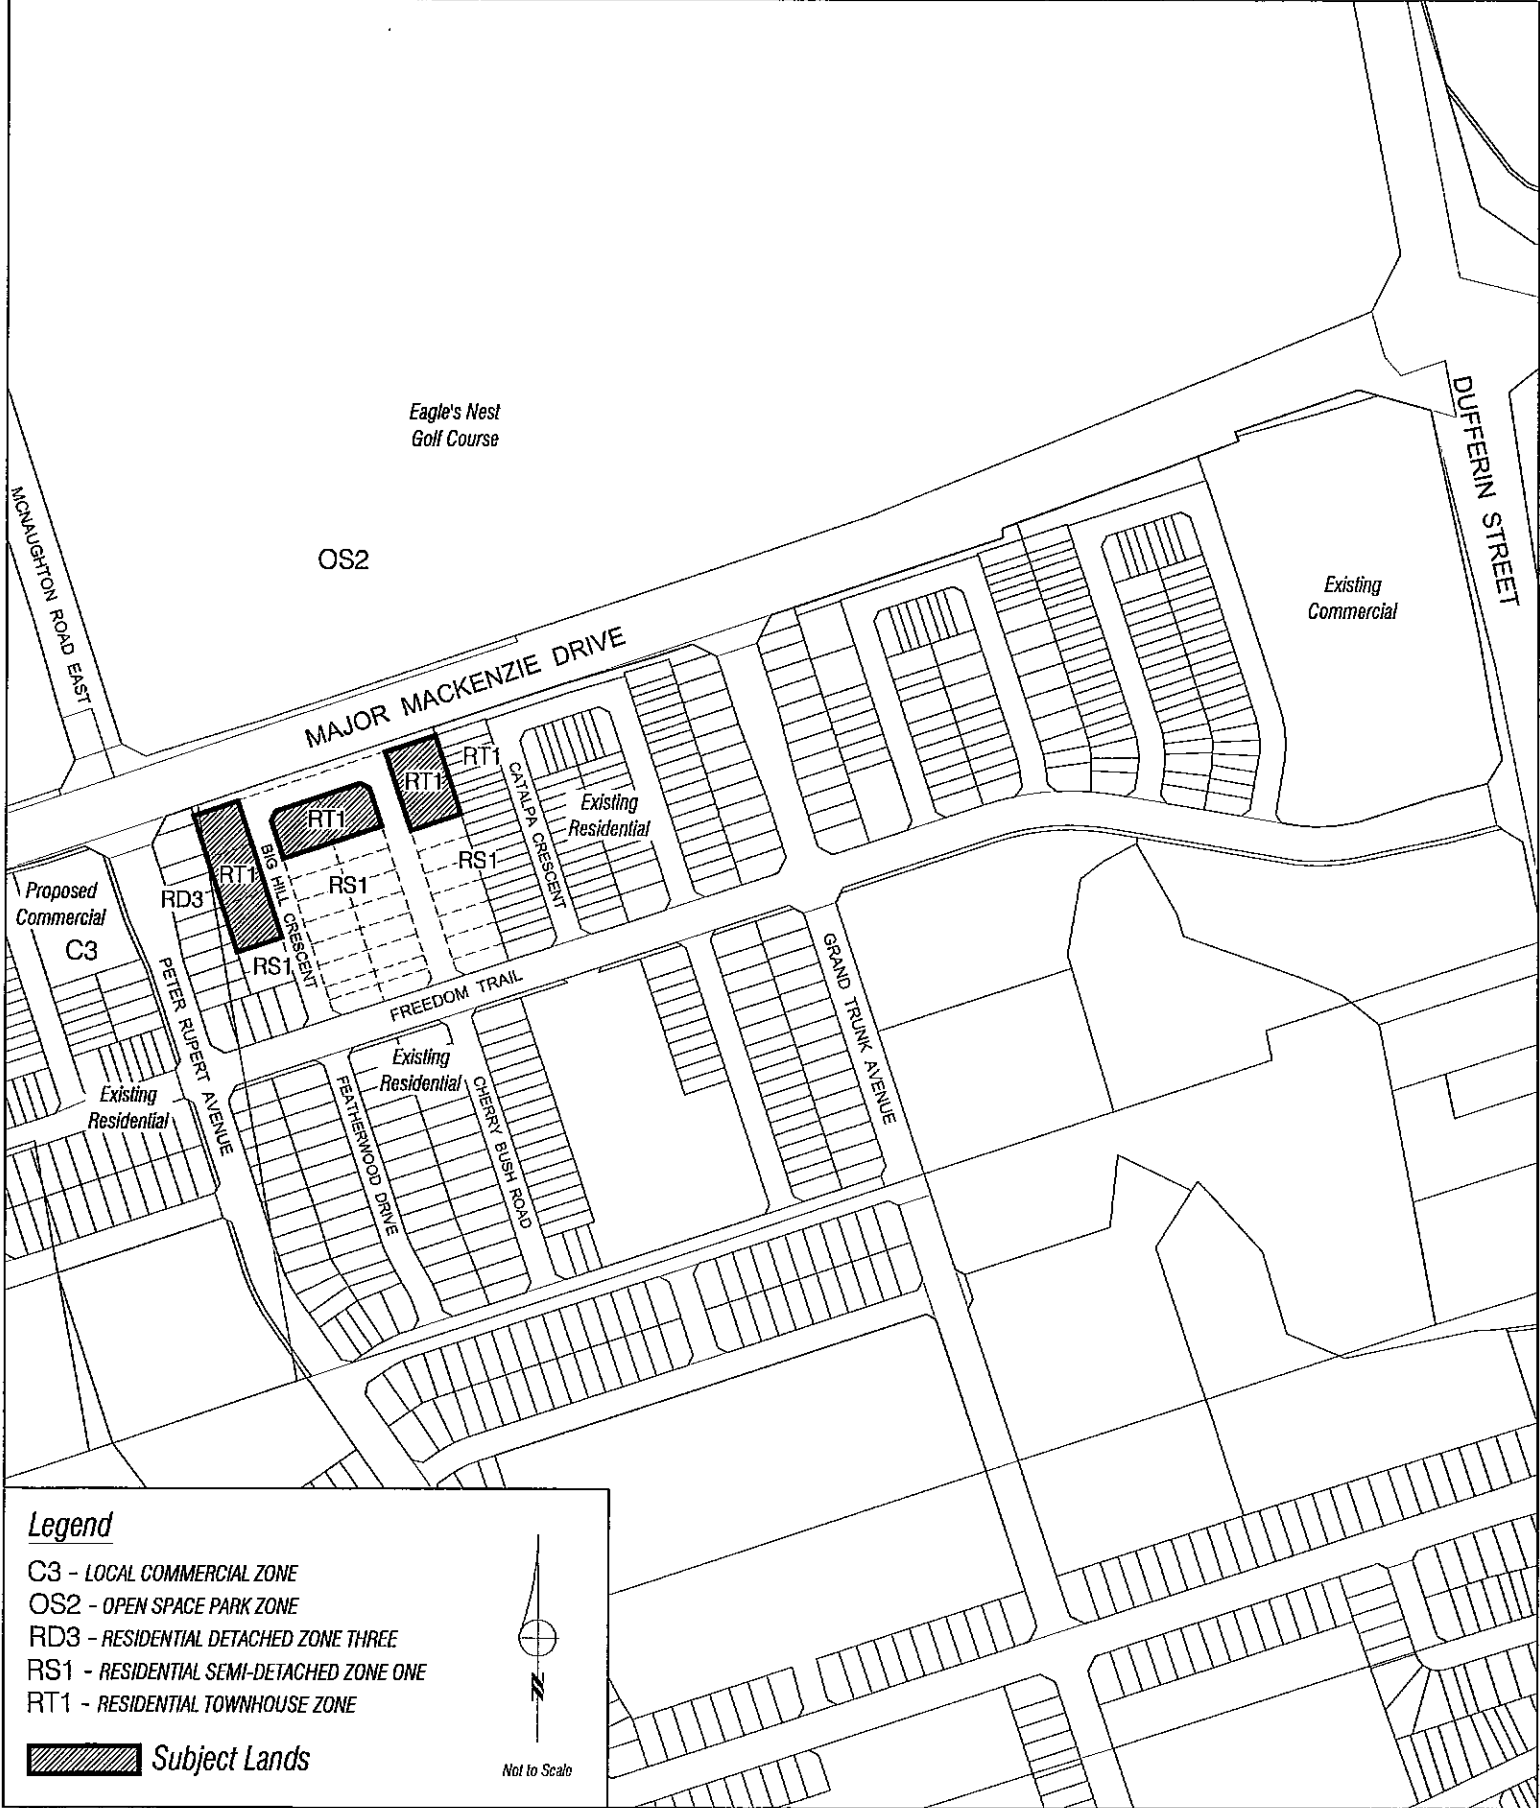 Eagle's Nest
Golf Course
DUFFERIN STREET
MCNAUGHTON ROAD EAST
OS2
Existing
Commercial
MAJOR MACKENZIE DRIVE
RT1
RT1
CATALPA CRESCENT
Existing
Residential
RT1
BIG HILL CRESCENT
RS1
RT1
RS1
RD3
Proposed
Commercial
C3
RS1
PETER RUPERT AVENUE
FREEDOM TRAIL
GRAND TRUNK AVENUE
Existing
Residential
FEATHERWOOD DRIVE
CHERRY BUSH ROAD
Existing
Residential
Legend
C3 - LOCAL COMMERCIAL ZONE
OS2 - OPEN SPACE PARK ZONE
RD3 - RESIDENTIAL DETACHED ZONE THREE
RS1 - RESIDENTIAL SEMI-DETACHED ZONE ONE
RT1 - RESIDENTIAL TOWNHOUSE ZONE
Subject Lands
N
Not to Scale